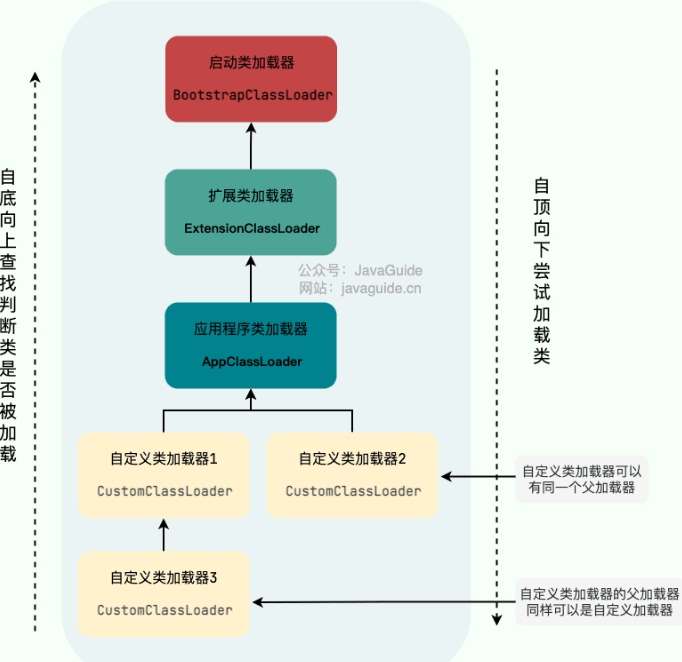 启动类加载器
BootstrapClassLoader
扩展类加载器
ExtensionClassLoader
公众号：JavaGuide
网站：javaguide.cn
应用程序类加载器
AppClassLoader
自底向上查找判断类是否被加载
自顶向下尝试加载类
自定义类加载器1
CustomClassLoader
自定义类加载器2
CustomClassLoader
自定义类加载器可以
有同一个父加载器
自定义类加载器3
CustomClassLoader
自定义类加载器的父加载器
同样可以是自定义加载器